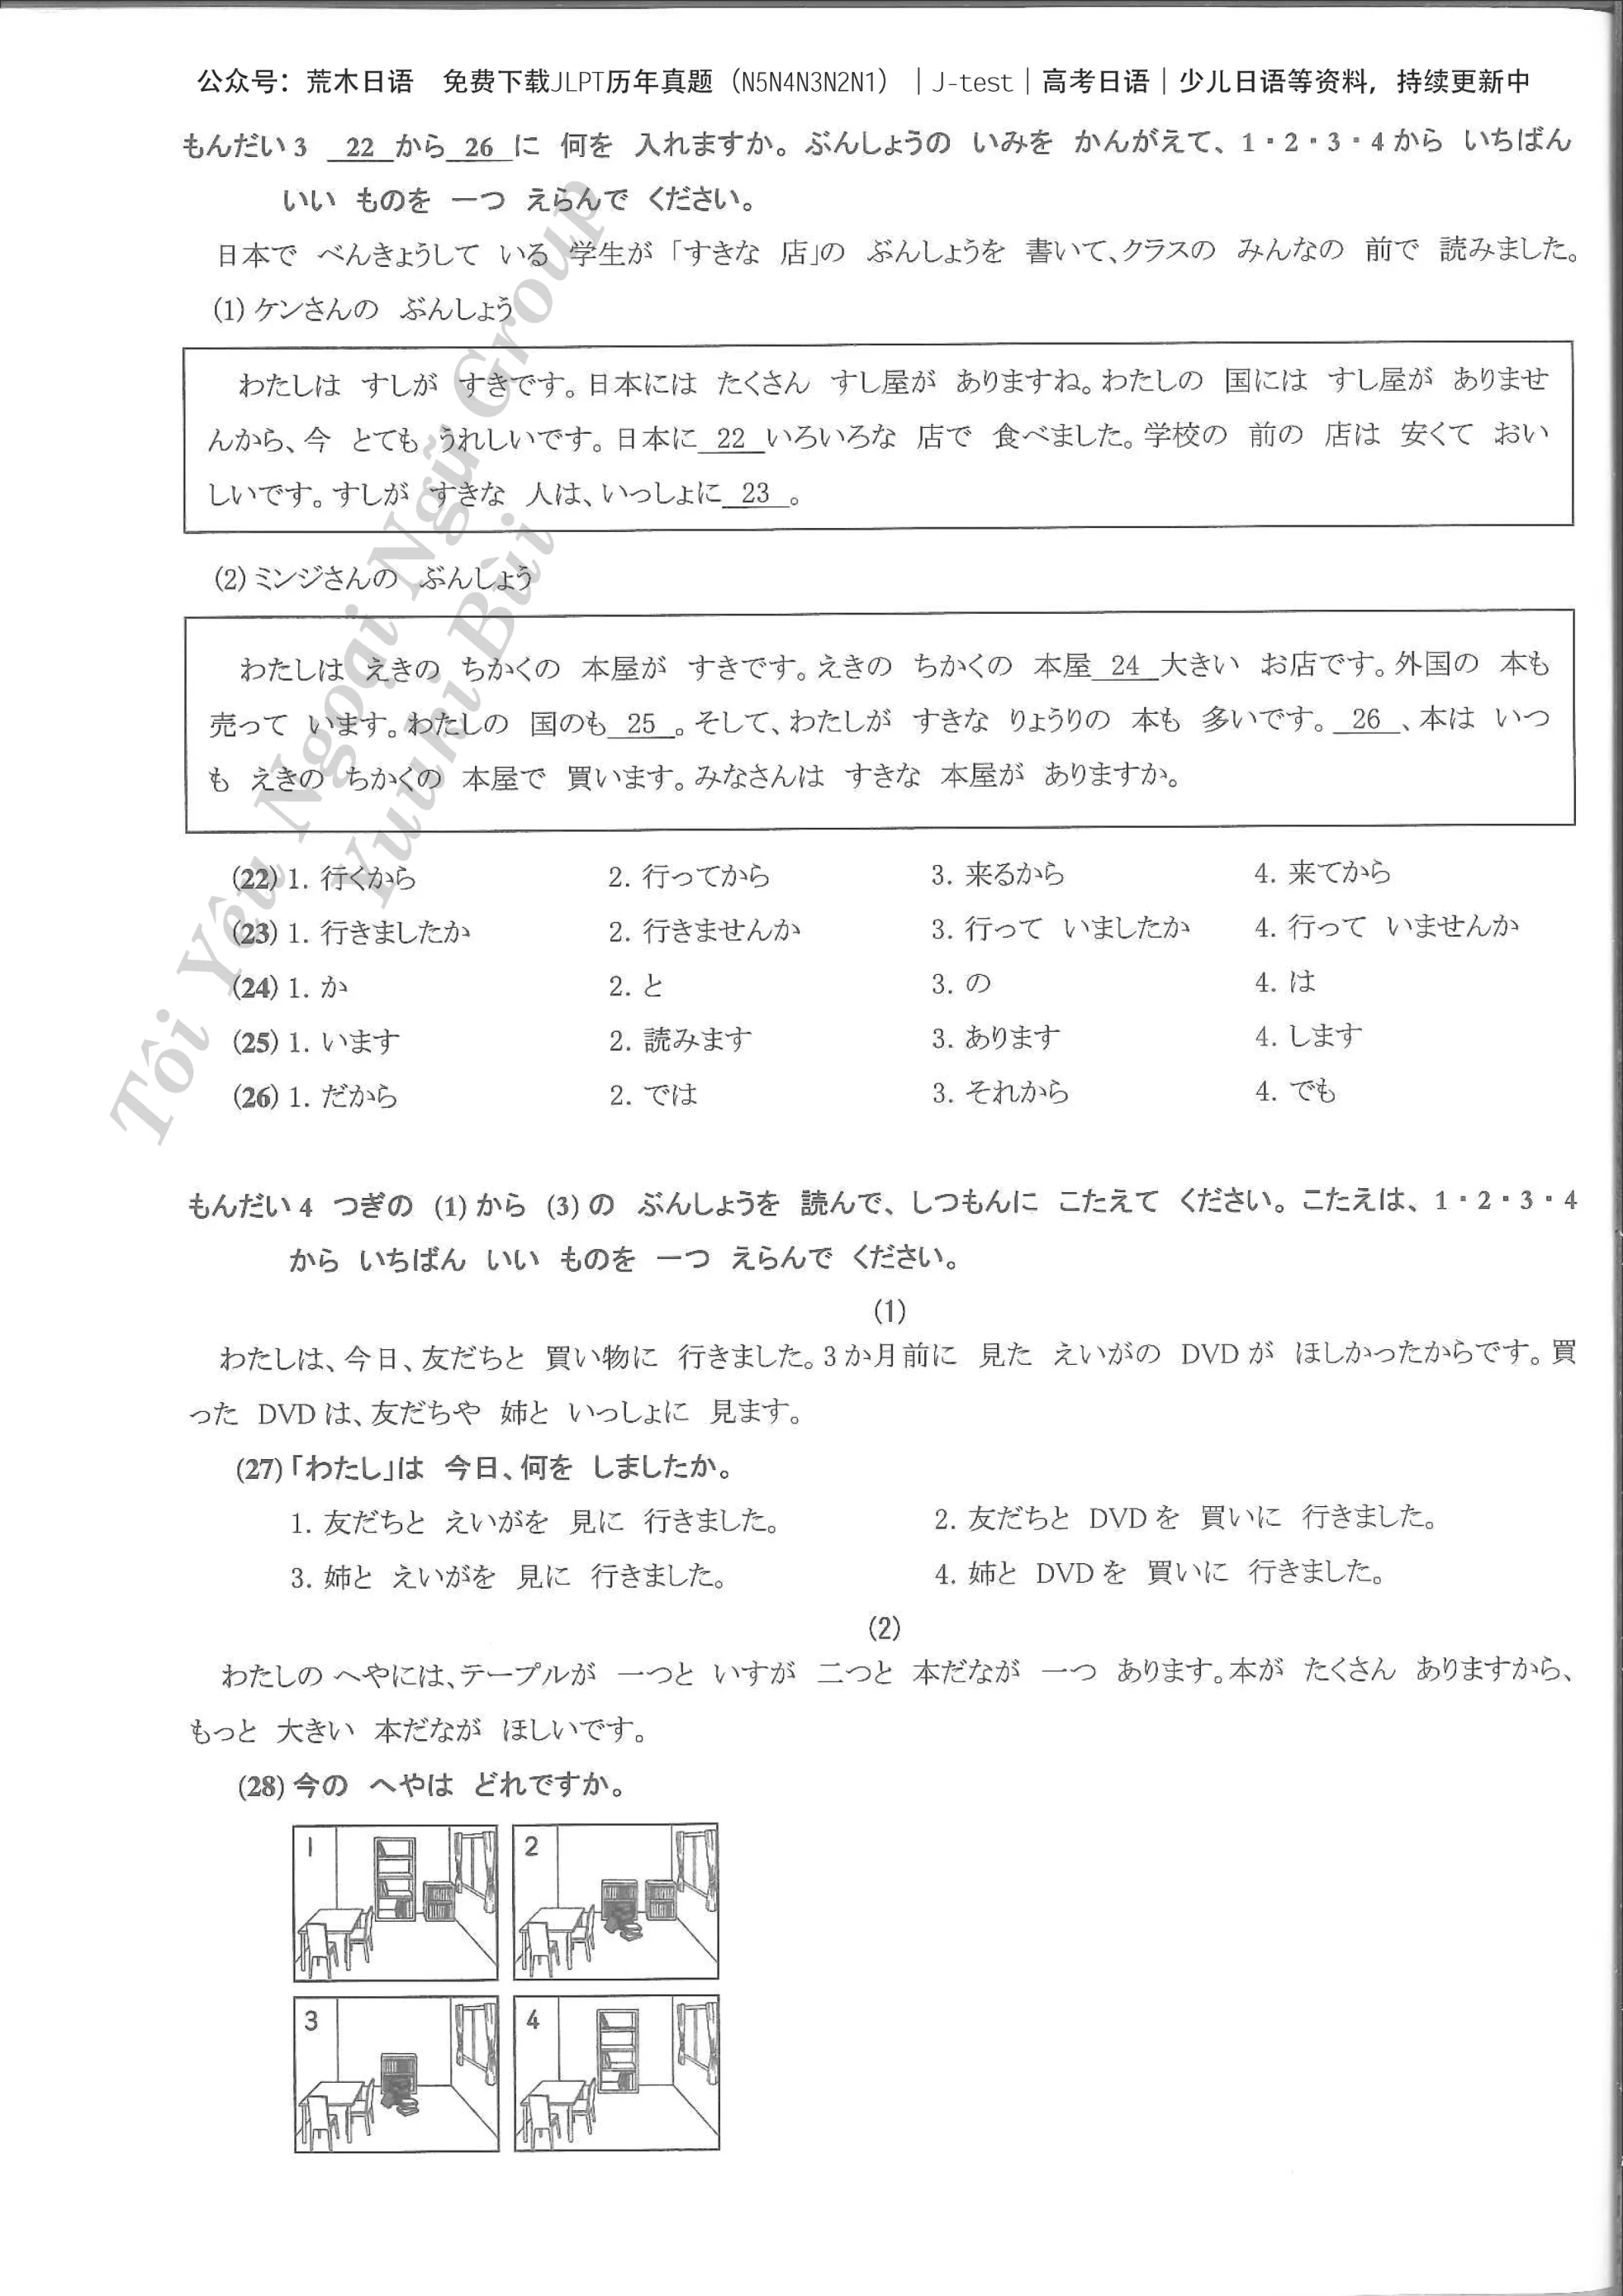 公众号：荒木日语　免费下载JLPT历年真题（N5N4N3N2N1）｜J-test｜高考日语｜少儿日语等资料，持续更新中
もんだい3　22　から　26　に　何を　入れますか。ぶんしょうの　いみを　かんがえて、1・2・3・4から　いちばん
いい　ものを　一つ　えらんで　ください。
日本で　べんきょうして　いる　学生が　「すきな　店」の　ぶんしょうを　書いて、クラスの　みんなの　前で　読みました。
(1)ケンさんの　ぶんしょう
わたしは　すしが　すきです。日本には　たくさん　すし屋が　ありますね。わたしの　国には　すし屋が　ありませ
んから、今　とても　うれしいです。日本に　22　いろいろな　店で　食べました。学校の　前の　店は　安くて　おい
しいです。すしが　すきな　人は、いっしょに　23　。
(2)ミンジさんの　ぶんしょう
わたしは　えきの　ちかくの　本屋が　すきです。えきの　ちかくの　本屋　24　大きい　お店です。外国の　本も
売って　います。わたしの　国のも　25　。そして、わたしが　すきな　りょうりの　本も　多いです。　26　、本は　いつ
も　えきの　ちかくの　本屋で　買います。みなさんは　すきな　本屋が　ありますか。
(22) 1. 行くから　2. 行ってから　3. 来るから　4. 来てから
(23) 1. 行きましたか　2. 行きませんか　3. 行って　いましたか　4. 行って　いませんか
(24) 1. か　2. と　3. の　4. は
(25) 1. います　2. 読みます　3. あります　4. します
(26) 1. だから　2. では　3. それから　4. でも
もんだい4　つぎの　(1)から　(3)の　ぶんしょうを　読んで、しつもんに　こたえて　ください。こたえは、1・2・3・4
から　いちばん　いい　ものを　一つ　えらんで　ください。
(1)
わたしは、今日、友だちと　買い物に　行きました。3か月前に　見た　えいがの　DVDが　ほしかったからです。買
った　DVDは、友だちや　姉と　いっしょに　見ます。
(27)「わたし」は　今日、何を　しましたか。
1. 友だちと　えいがを　見に　行きました。　2. 友だちと　DVDを　買いに　行きました。
3. 姉と　えいがを　見に　行きました。　4. 姉と　DVDを　買いに　行きました。
(2)
わたしの　へやには、テーブルが　一つと　いすが　二つと　本だなが　一つ　あります。本が　たくさん　ありますから、
もっと　大きい　本だなが　ほしいです。
(28)今の　へやは　どれですか。
1　2
3　4
Tôi Yêu Ngoại Ngữ Group
Yuuhi Bùi